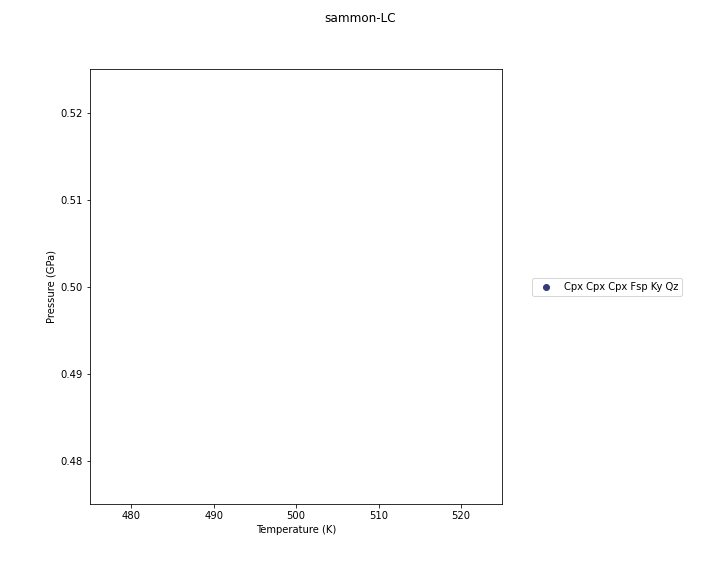 sammon-LC
0.52
0.51
0.50
0.49
0.48
Pressure (GPa)
480 490 500 510 520
Temperature (K)
Cpx Cpx Cpx Fsp Ky Qz